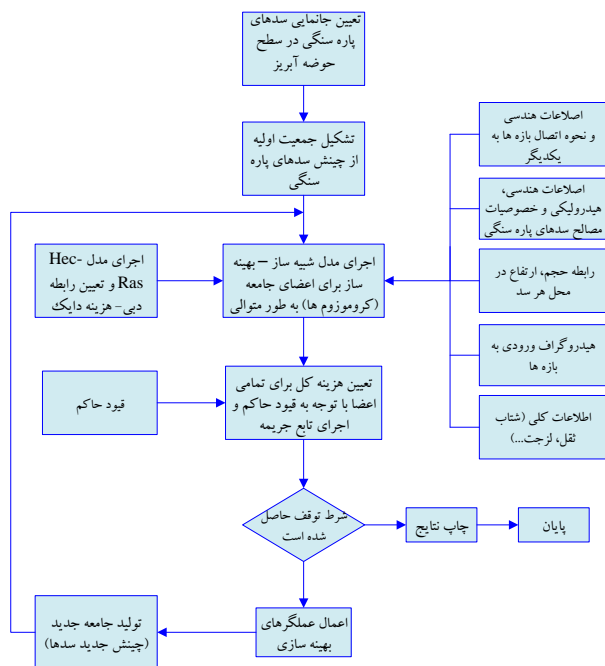 تعیین جانمایی سدهای
پاره سنگی در سطح
حوضه آبریز
تشکیل جمعیت اولیه
از چینش سدهای پاره
سنگی
اصلاعات هندسی
و نحوه اتصال بازه ها به
یکدیگر
اصلاعات هندسی،
هیدرولیکی و خصوصیات
مصالح سدهای پاره سنگی
رابطه حجم، ارتفاع در
محل هر سد
هیدروگراف ورودی به
بازه ها
اطلاعات کلی (شتاب
ثقل، لزجت...)
اجرای مدل شبیه ساز – بهینه
ساز برای اعضای جامعه
(کروموزوم ها) به طور متوالی
اجرای مدل Hec-
Ras و تعیین رابطه
دبی- هزینه دایک
تعیین هزینه کل برای تمامی
اعضا با توجه به قیود حاکم و
اجرای تابع جریمه
قیود حاکم
شرط توقف حاصل
شده است
چاپ نتایج
پایان
اعمال عملگرهای
بهینه سازی
تولید جامعه جدید
(چینش جدید سدها)